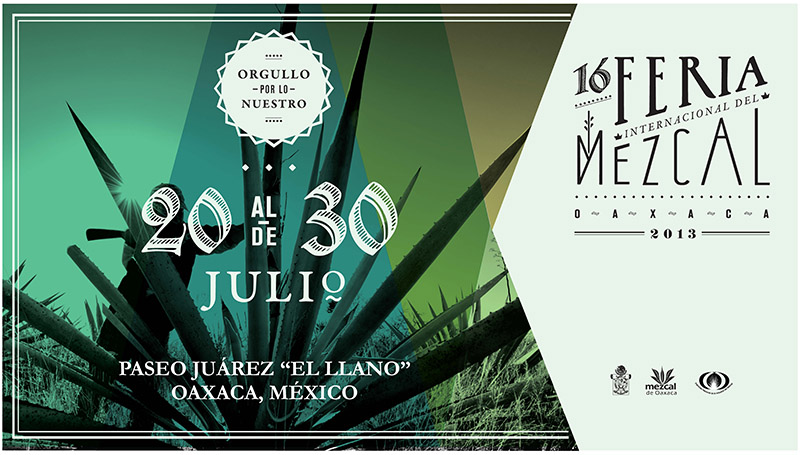 ORGULLO
POR LO
NUESTRO
20 AL DE 30
JULIO
PASEO JUÁREZ “EL LLANO”
OAXACA, MÉXICO
16 FERIA
INTERNACIONAL DEL
MEZCAL
OAXACA
2013
mezcal
de Oaxaca